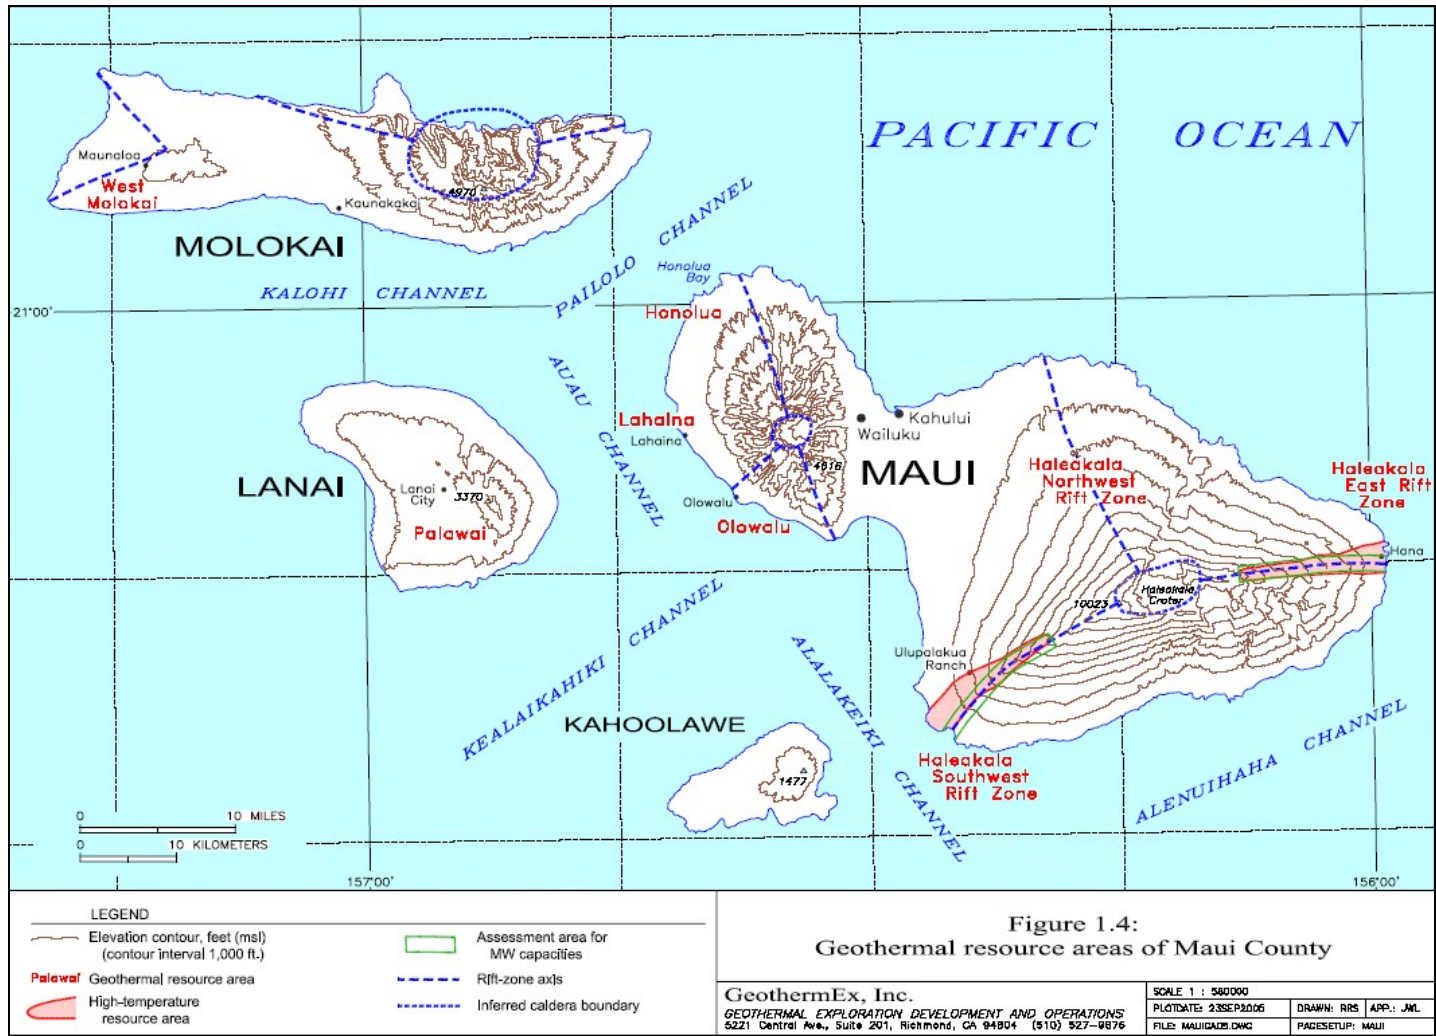 PACIFIC OCEAN
Maunaloa
West
Molokai
4970
Kaunakakai
MOLOKAI
KALOHI CHANNEL
PAILOLO CHANNEL
Honolua
Bay
Honolua
21°00'
AUAU CHANNEL
Lahaina
Lahaina
Kahului
Wailuku
4616
MAUI
Olowalu
Olowalu
LANAI
Lanai
City
3370
Palawai
Haleakala
Northwest
Rift Zone
Haleakala
East Rift
Zone
Hana
Haleakala
Crater
10023
Ulupalakua
Ranch
KEALAIKAHIKI CHANNEL
ALALAKEIKI CHANNEL
KAHOOLAWE
1477
Haleakala
Southwest
Rift Zone
ALENUIHAHA CHANNEL
0 10 MILES
0 10 KILOMETERS
157°00'
156°00'
LEGEND
Elevation contour, feet (msl)
(contour interval 1,000 ft.)
Palawai Geothermal resource area
High-temperature
resource area
Assessment area for
MW capacities
Rift-zone axis
Inferred caldera boundary
Figure 1.4:
Geothermal resource areas of Maui County
GeothermEx, Inc.
GEOTHERMAL EXPLORATION DEVELOPMENT AND OPERATIONS
5221 Central Ave., Suite 201, Richmond, CA 94804 (510) 527-9876
SCALE 1 : 580000
PLOTDATE: 23SEP2005 DRAWN: RRS APP.: JWL
FILE: MAUIGADB.DWG PAGESETUP: MAUI